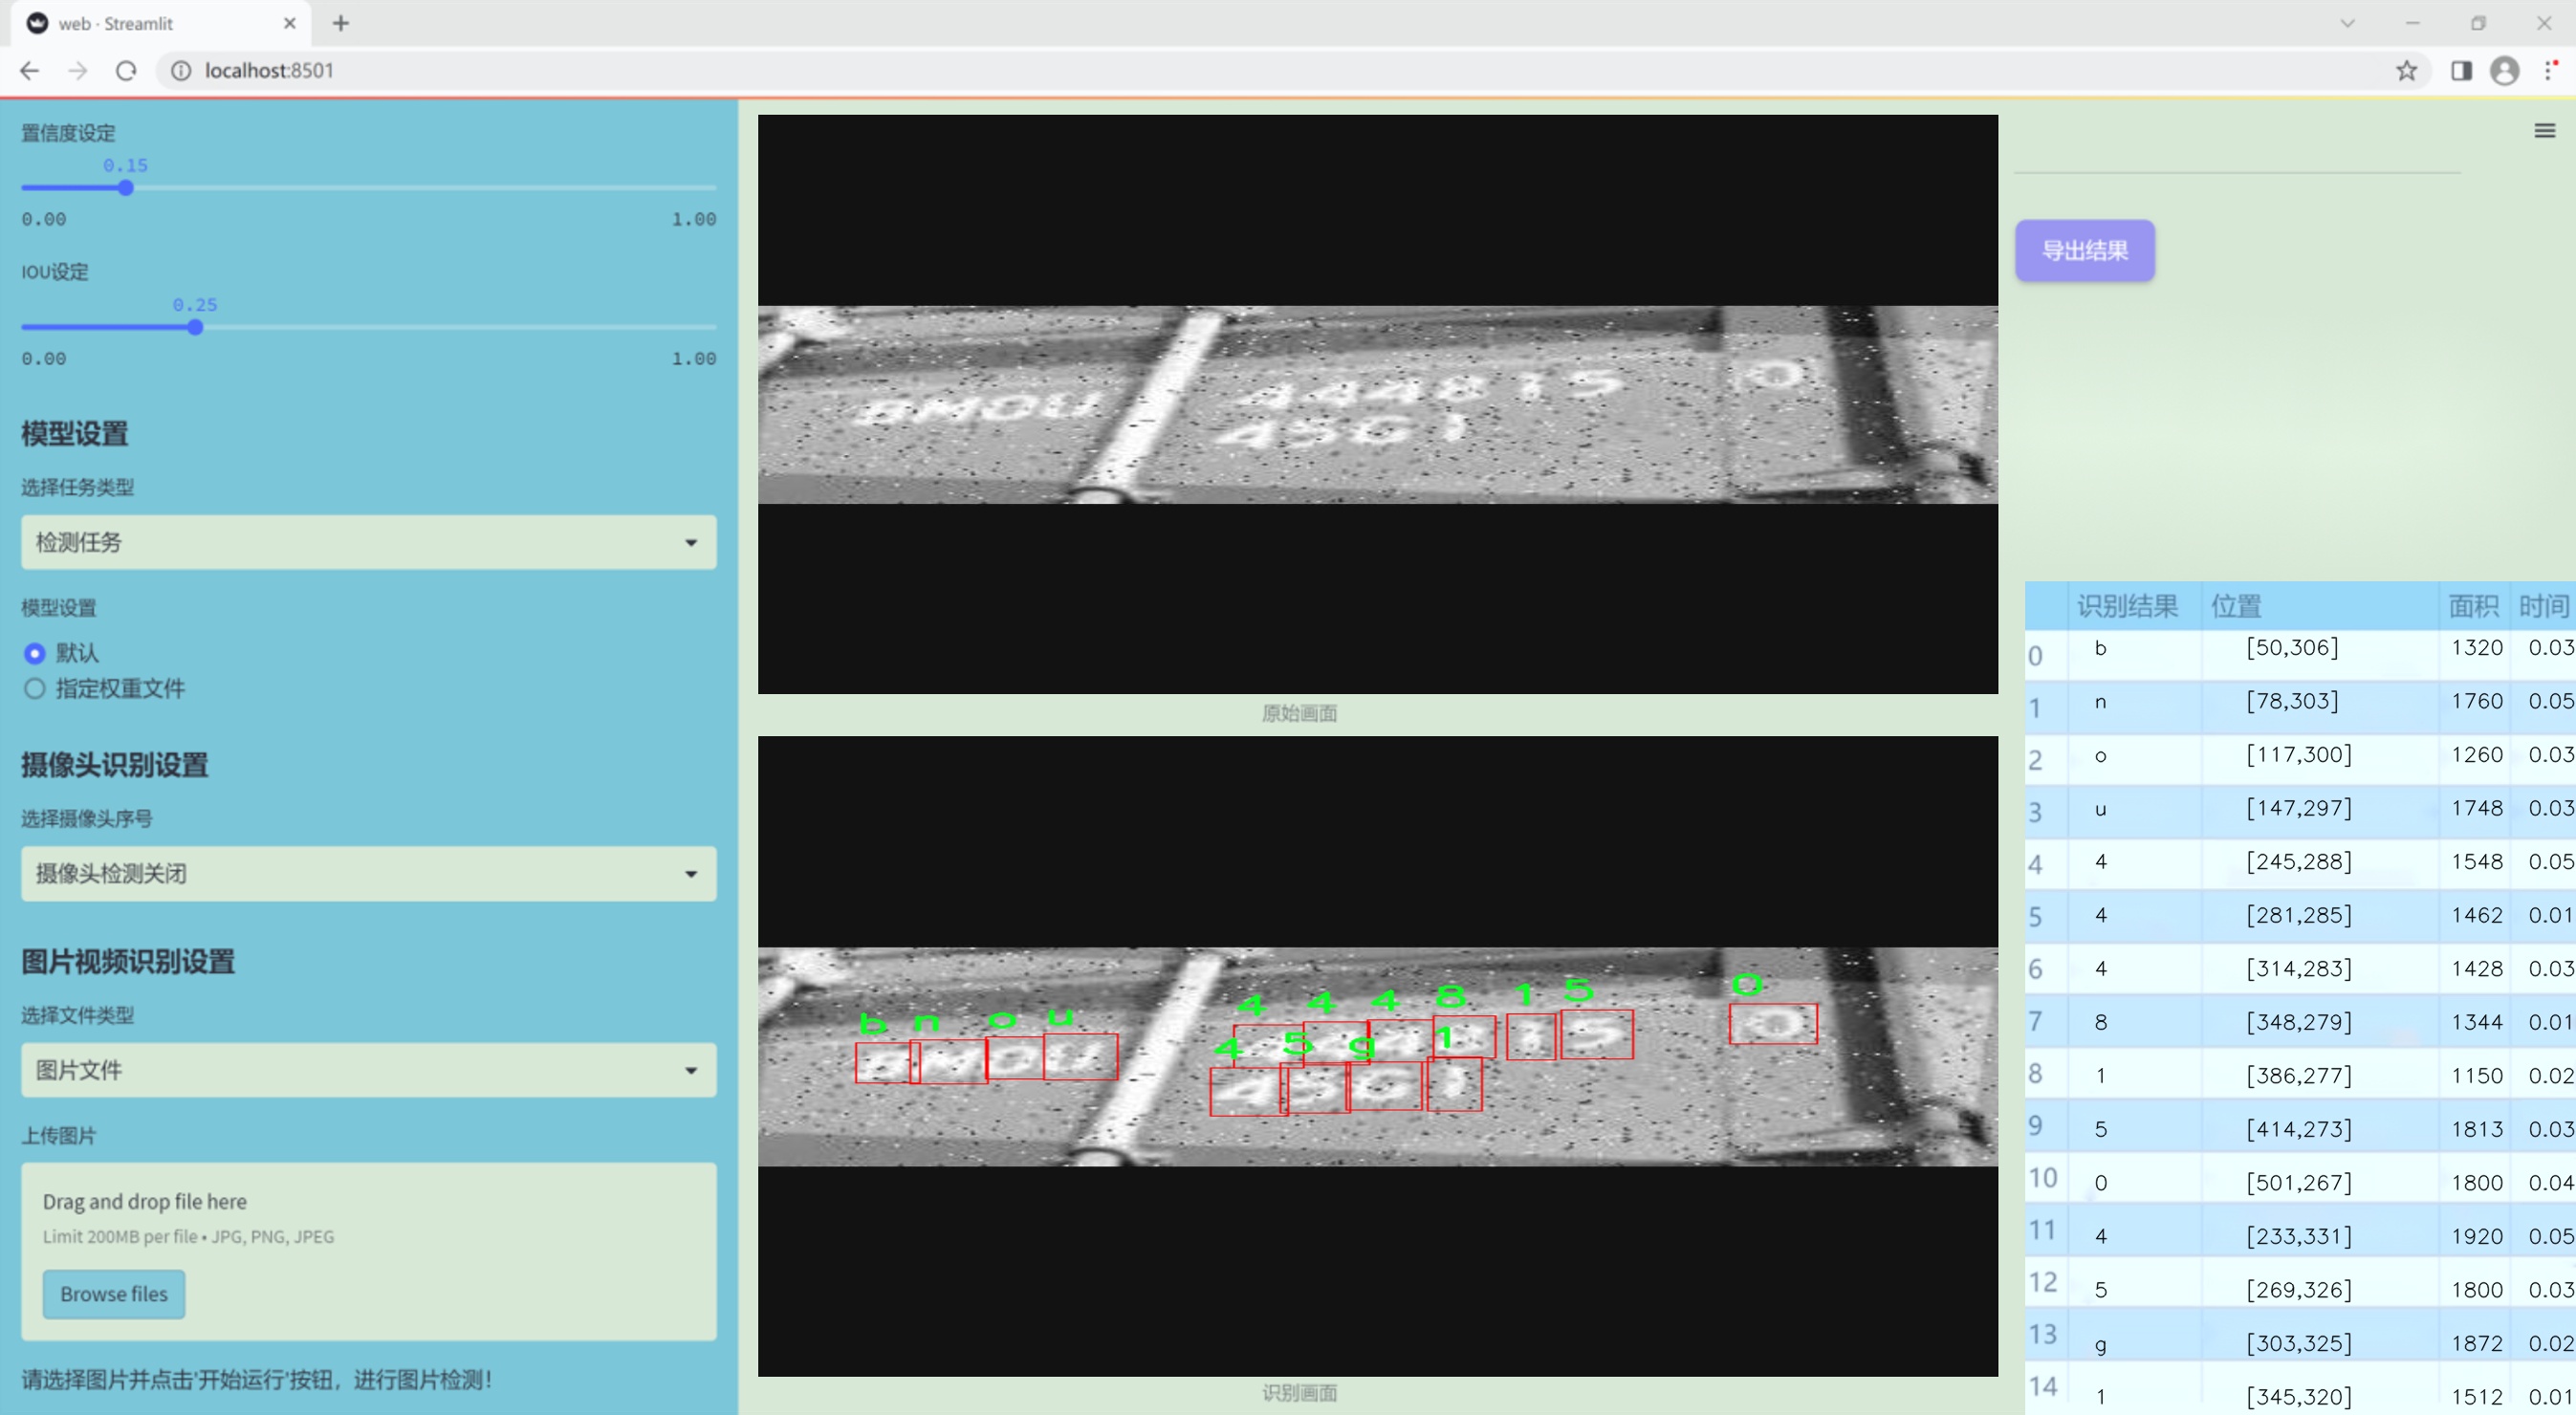 web · Streamlit
localhost:8501
置信度设定
0.15
0.00 1.00
IOU设定
0.25
0.00 1.00
模型设置
选择任务类型
检测任务
模型设置
默认
指定权重文件
摄像头识别设置
选择摄像头序号
摄像头检测关闭
图片视频识别设置
选择文件类型
图片文件
上传图片
Drag and drop file here
Limit 200MB per file • JPG, PNG, JPEG
Browse files
请选择图片并点击'开始运行'按钮，进行图片检测！
444815 0
45G1
原始画面
b n o u 4 4 4 8 1 5 0
4 5 g 1
444815 0
45G1
识别画面
导出结果
识别结果 位置 面积 时间
0 b [50,306] 1320 0.03
1 n [78,303] 1760 0.05
2 o [117,300] 1260 0.03
3 u [147,297] 1748 0.03
4 4 [245,288] 1548 0.05
5 4 [281,285] 1462 0.01
6 4 [314,283] 1428 0.03
7 8 [348,279] 1344 0.01
8 1 [386,277] 1150 0.02
9 5 [414,273] 1813 0.03
10 0 [501,267] 1800 0.04
11 4 [233,331] 1920 0.05
12 5 [269,326] 1800 0.03
13 g [303,325] 1872 0.02
14 1 [345,320] 1512 0.01